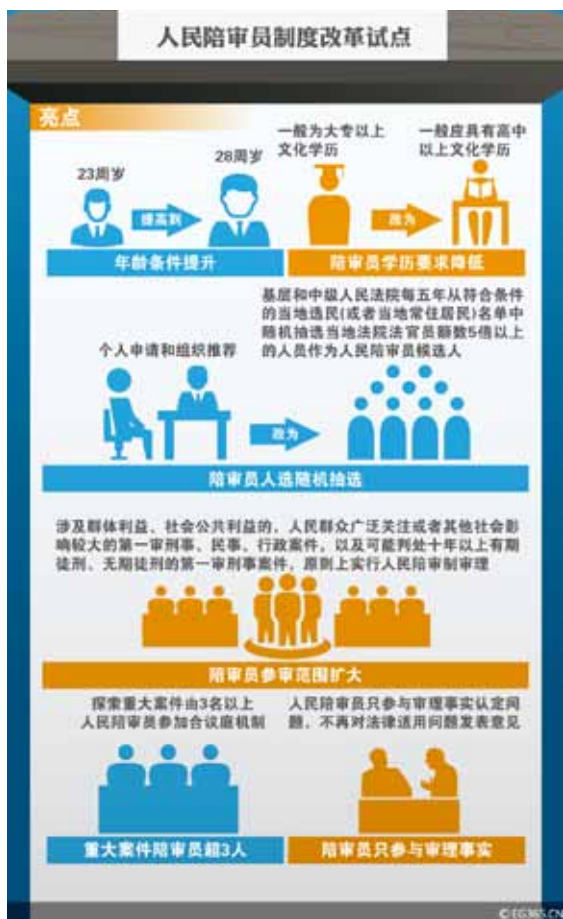 人民陪审员制度改革试点
亮点
23周岁
提高到
28周岁
年龄条件提升
一般为大专以上
文化学历
改为
一般应具有高中
以上文化学历
陪审员学历要求降低
个人申请和组织推荐
改为
基层和中级人民法院每五年从符合条件
的当地选民(或者当地常住居民)名单中
随机抽选当地法院法官员额数5倍以上
的人员作为人民陪审员候选人
陪审员人选随机抽选
涉及群体利益、社会公共利益的，人民群众广泛关注或者其他社会影
响较大的第一审刑事、民事、行政案件，以及可能判处十年以上有期
徒刑、无期徒刑的第一审刑事案件，原则上实行人民陪审制审理
陪审员参审范围扩大
探索重大案件由3名以上
人民陪审员参加合议庭机制
重大案件陪审员超3人
人民陪审员只参与审理事实认定问
题，不再对法律适用问题发表意见
陪审员只参与审理事实
©EG365.CN